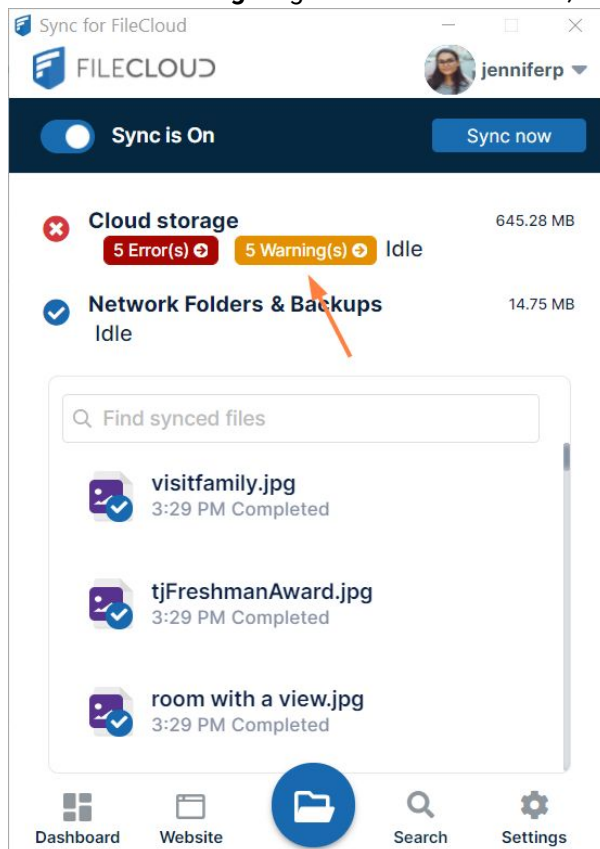 Sync for FileCloud
FILECLOUD
jenniferp
Sync is On
Sync now
Cloud storage
645.28 MB
5 Error(s)
5 Warning(s)
Idle
Network Folders & Backups
14.75 MB
Idle
Find synced files
visitfamily.jpg
3:29 PM Completed
tjFreshmanAward.jpg
3:29 PM Completed
room with a view.jpg
3:29 PM Completed
Dashboard
Website
Search
Settings